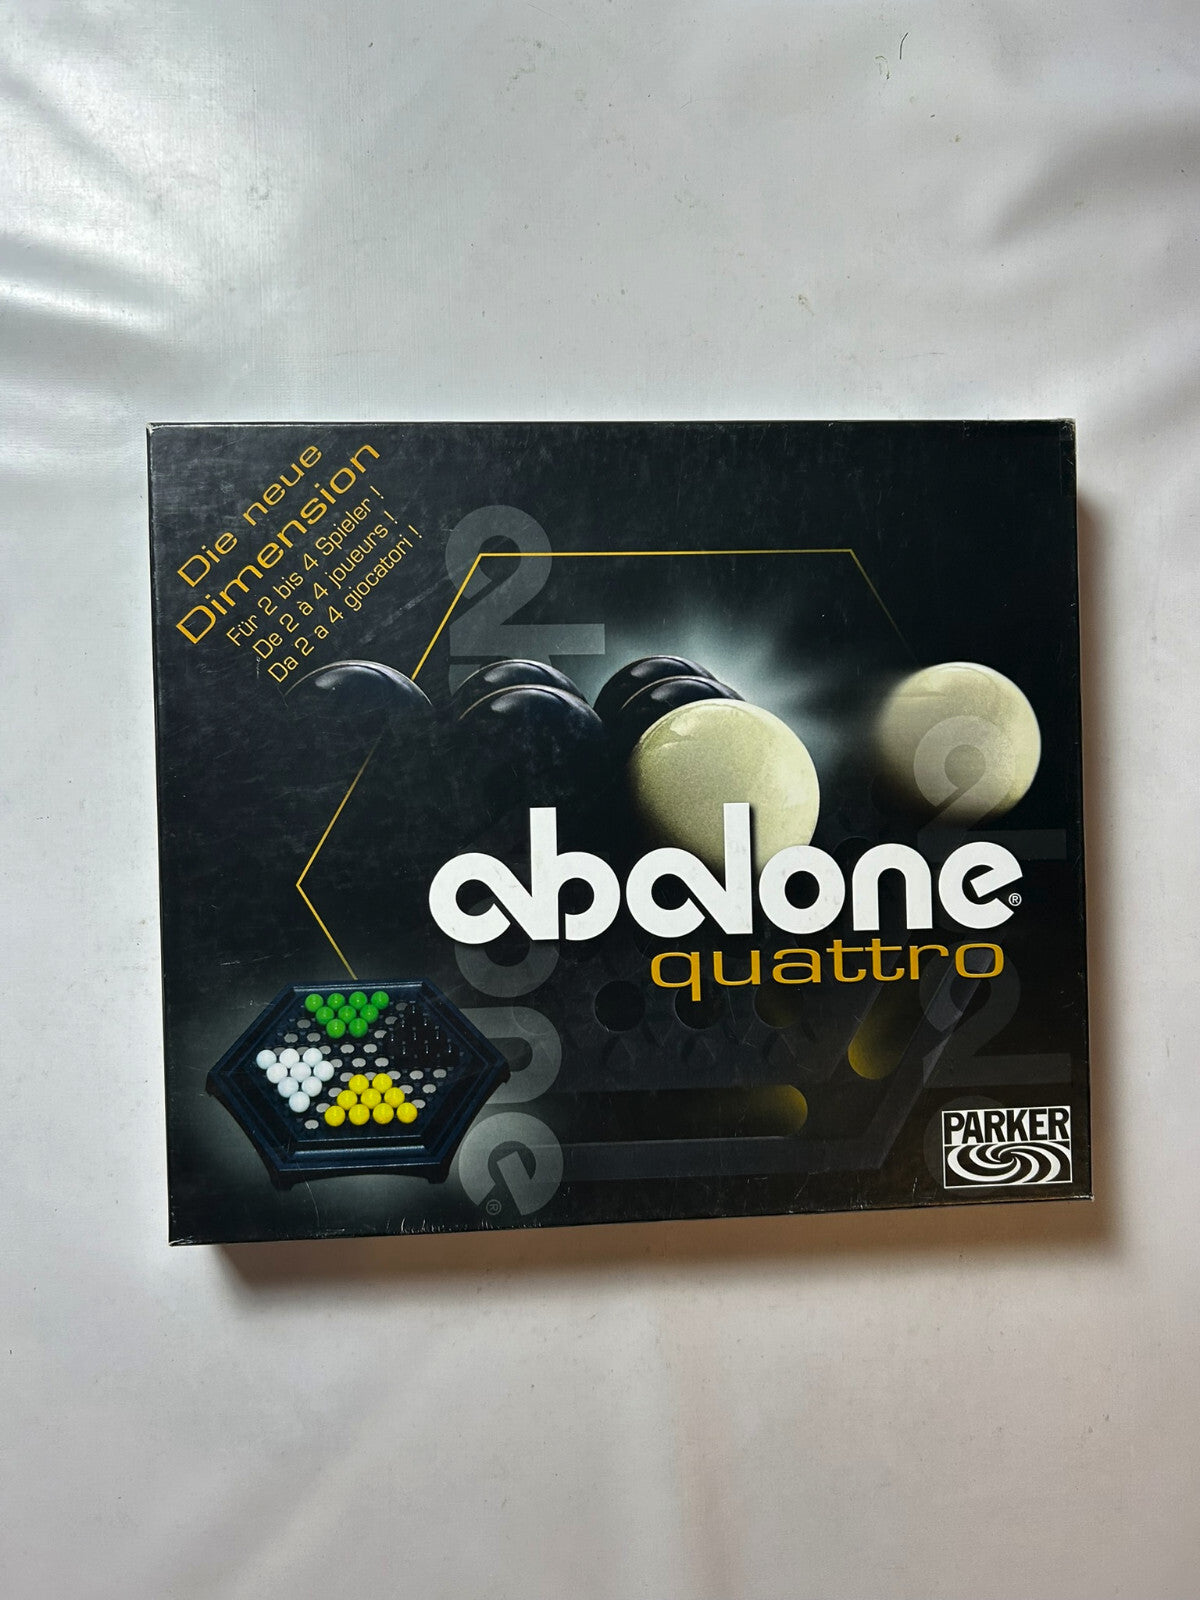 Die neue
Dimension
Für 2 bis 4 Spieler !
De 2 à 4 joueurs !
Da 2 a 4 giocatori !
abalone®
quattro
PARKER